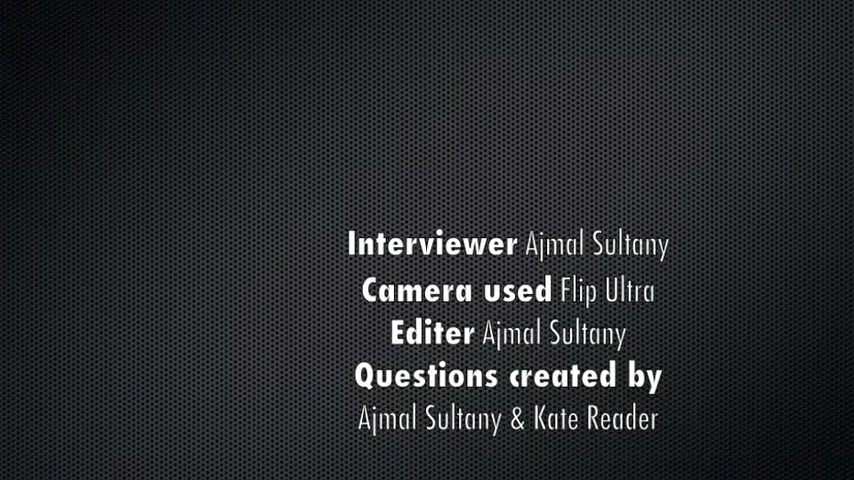 Interviewer Ajmal Sultany
Camera used Flip Ultra
Editer Ajmal Sultany
Questions created by
Ajmal Sultany & Kate Reader